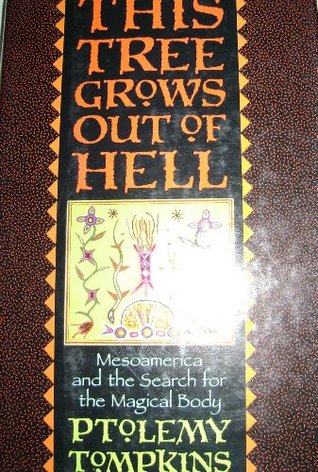 THIS
TREE
GROWS
OUT OF
HELL
Mesoamerica
and the Search for
the Magical Body
PTOLEMY
TOMPKINS